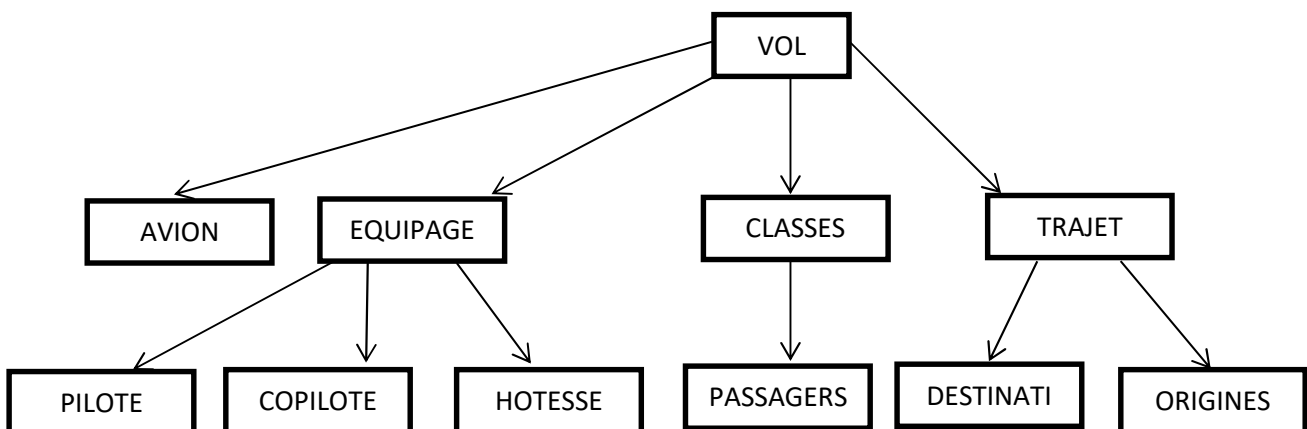 VOL
AVION
EQUIPAGE
CLASSES
TRAJET
PILOTE
COPILOTE
HOTESSE
PASSAGERS
DESTINATI
ORIGINES